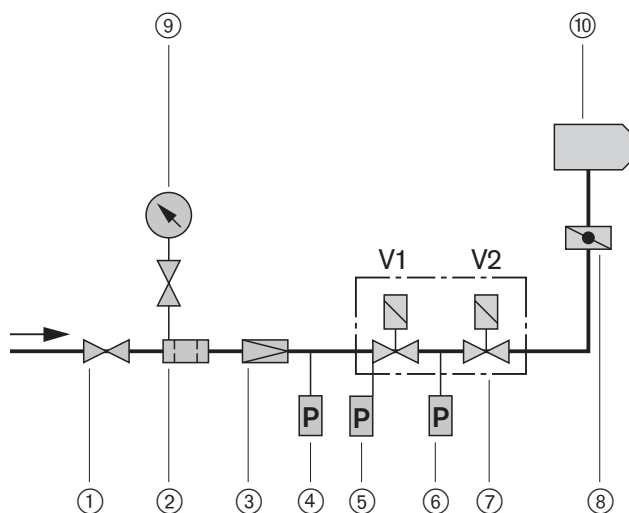 ⑨ ⑩
V1 V2
P P P
① ② ③ ④ ⑤ ⑥ ⑦ ⑧